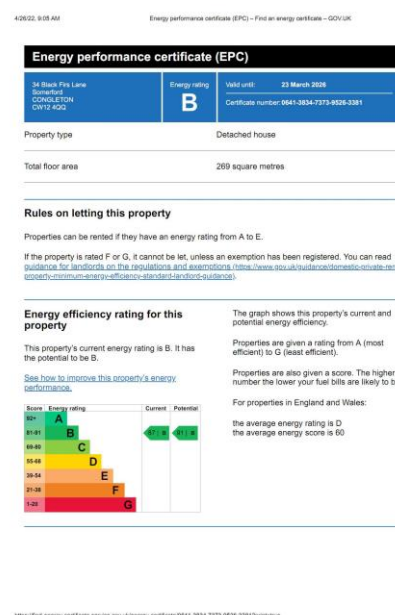 4/26/22, 9:05 AM
Energy performance certificate (EPC) – Find an energy certificate – GOV.UK
Energy performance certificate (EPC)
34 Black Firs Lane
Somerford
CONGLETON
CW12 4QQ
Energy rating
B
Valid until: 23 March 2026
Certificate number: 0641-3834-7373-9526-3381
Property type
Detached house
Total floor area
269 square metres
Rules on letting this property
Properties can be rented if they have an energy rating from A to E.
If the property is rated F or G, it cannot be let, unless an exemption has been registered. You can read
guidance for landlords on the regulations and exemptions (https://www.gov.uk/guidance/domestic-private-ren
property-minimum-energy-efficiency-standard-landlord-guidance).
Energy efficiency rating for this
property
This property's current energy rating is B. It has
the potential to be B.
See how to improve this property's energy
performance.
Score Energy rating Current Potential
92+ A
81-91 B 87 | B 91 | B
69-80 C
55-68 D
39-54 E
21-38 F
1-20 G
The graph shows this property's current and
potential energy efficiency.
Properties are given a rating from A (most
efficient) to G (least efficient).
Properties are also given a score. The higher
number the lower your fuel bills are likely to b
For properties in England and Wales:
the average energy rating is D
the average energy score is 60